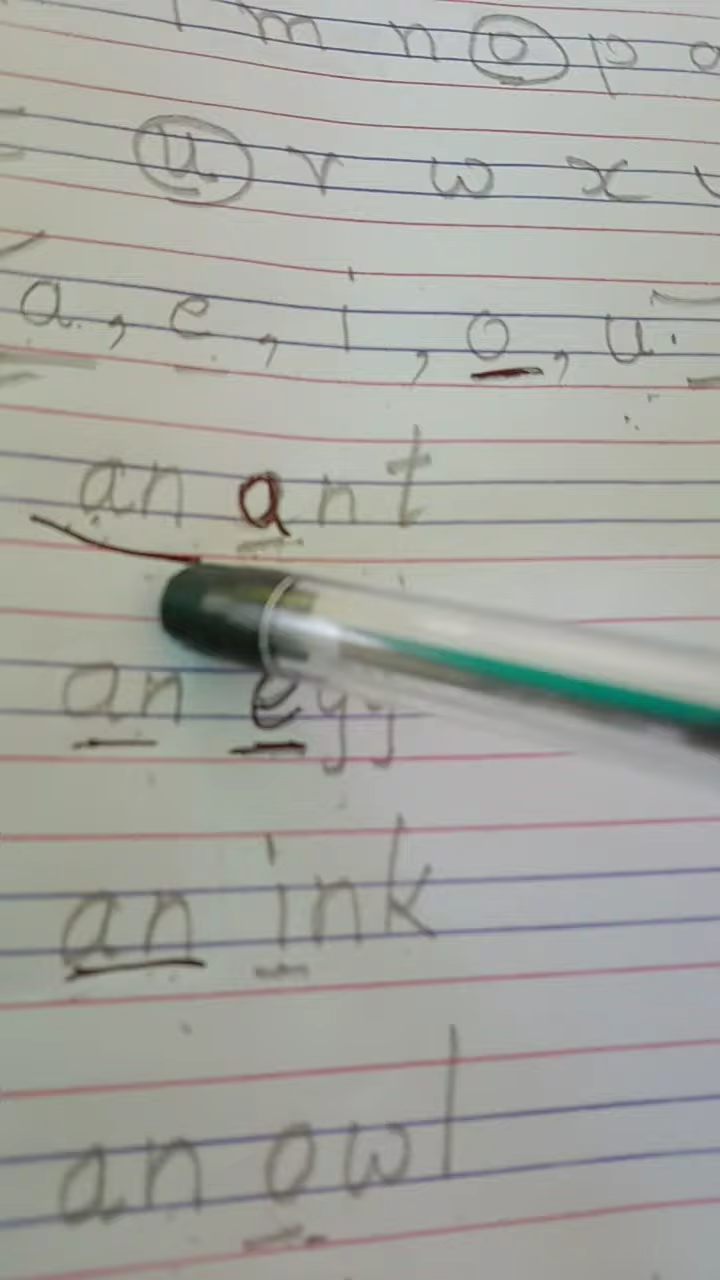 l m n o p
u v w x
a, e, i, o, u.
an ant
an egg
an ink
an owl